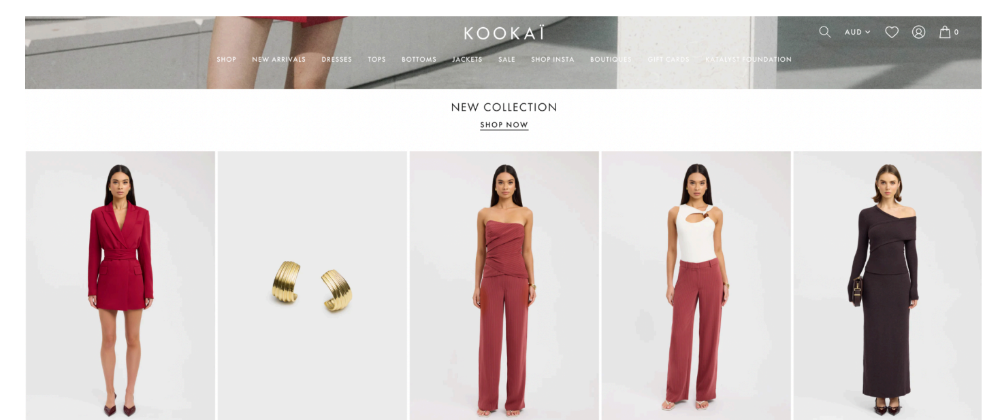 KOOKAÏ
AUD
0
SHOP NEW ARRIVALS DRESSES TOPS BOTTOMS JACKETS SALE SHOP INSTA BOUTIQUES GIFT CARDS KATALYST FOUNDATION
NEW COLLECTION
SHOP NOW